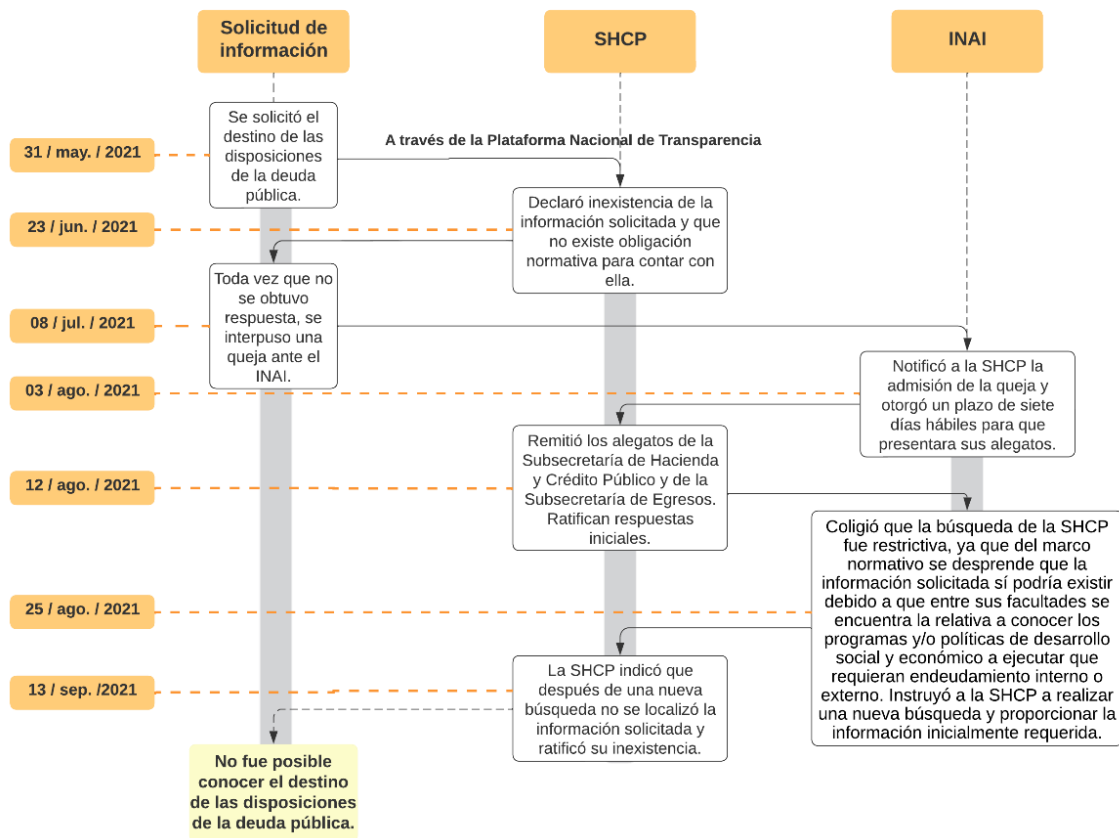 Solicitud de
información
SHCP
INAI
31 / may. / 2021
Se solicitó el
destino de las
disposiciones
de la deuda
pública.
A través de la Plataforma Nacional de Transparencia
23 / jun. / 2021
Declaró inexistencia de la
información solicitada y que
no existe obligación
normativa para contar con
ella.
08 / jul. / 2021
Toda vez que no
se obtuvo
respuesta, se
interpuso una
queja ante el
INAI.
03 / ago. / 2021
Notificó a la SHCP la
admisión de la queja y
otorgó un plazo de siete
días hábiles para que
presentara sus alegatos.
12 / ago. / 2021
Remitió los alegatos de la
Subsecretaría de Hacienda
y Crédito Público y de la
Subsecretaría de Egresos.
Ratifican respuestas
iniciales.
25 / ago. / 2021
Coligió que la búsqueda de la SHCP
fue restrictiva, ya que del marco
normativo se desprende que la
información solicitada sí podría existir
debido a que entre sus facultades se
encuentra la relativa a conocer los
programas y/o políticas de desarrollo
social y económico a ejecutar que
requieran endeudamiento interno o
externo. Instruyó a la SHCP a realizar
una nueva búsqueda y proporcionar la
información inicialmente requerida.
13 / sep. /2021
La SHCP indicó que
después de una nueva
búsqueda no se localizó la
información solicitada y
ratificó su inexistencia.
No fue posible
conocer el destino
de las disposiciones
de la deuda pública.